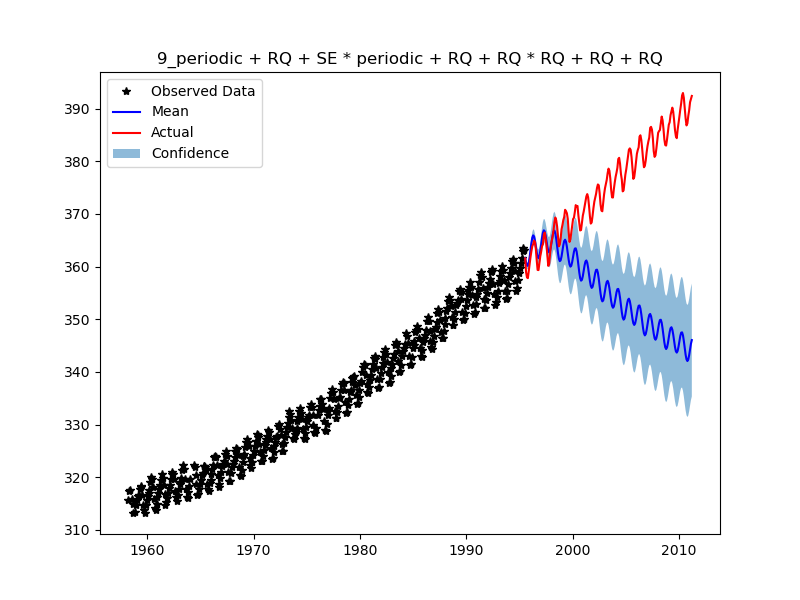 9_periodic + RQ + SE * periodic + RQ + RQ * RQ + RQ + RQ
Observed Data
Mean
Actual
Confidence
390
380
370
360
350
340
330
320
310
1960 1970 1980 1990 2000 2010